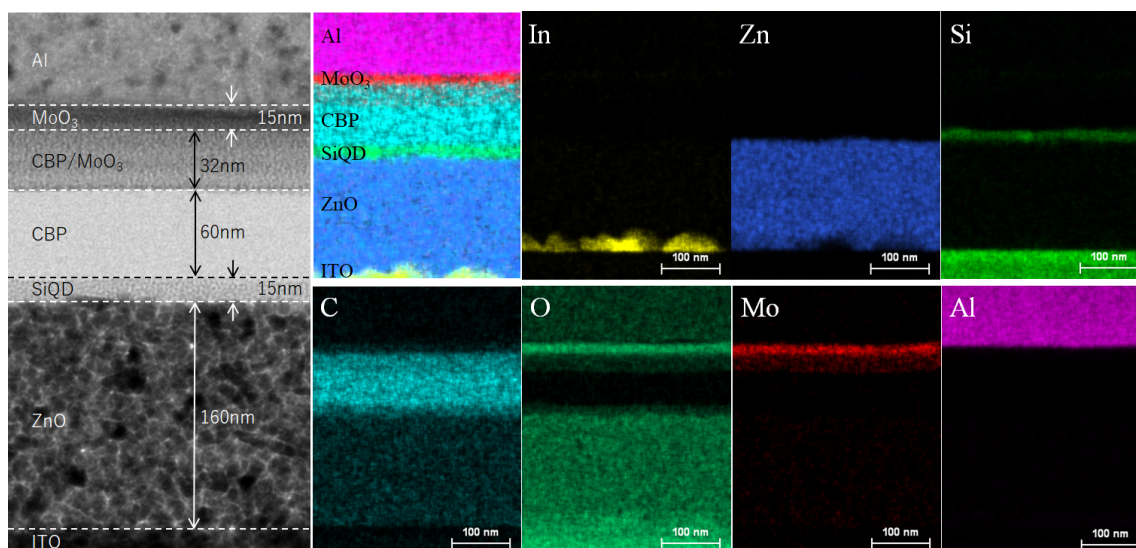 Al
MoO₃
15nm
CBP/MoO₃
32nm
CBP
60nm
SiQD
15nm
ZnO
160nm
ITO
Al
MoO₃
CBP
SiQD
ZnO
ITO
In
100 nm
Zn
100 nm
Si
100 nm
C
100 nm
O
100 nm
Mo
100 nm
Al
100 nm